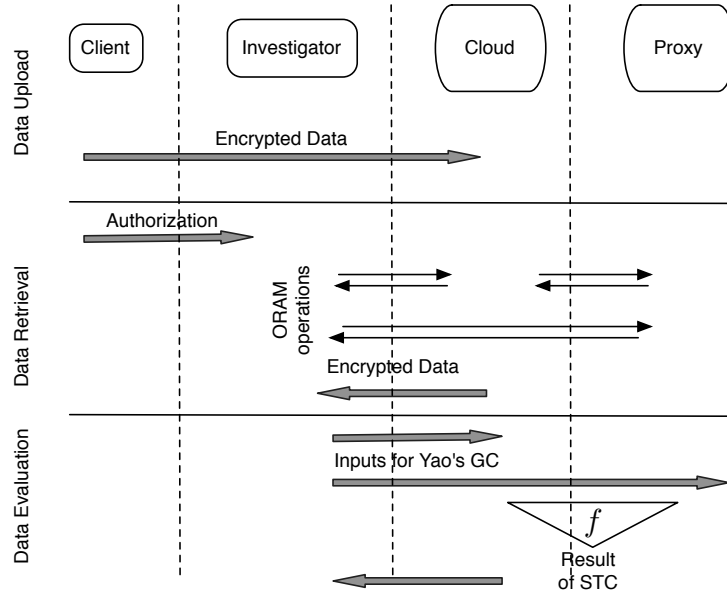 Client
Investigator
Cloud
Proxy
Data Upload
Encrypted Data
Authorization
Data Retrieval
ORAM
operations
Encrypted Data
Data Evaluation
Inputs for Yao's GC
f
Result
of STC